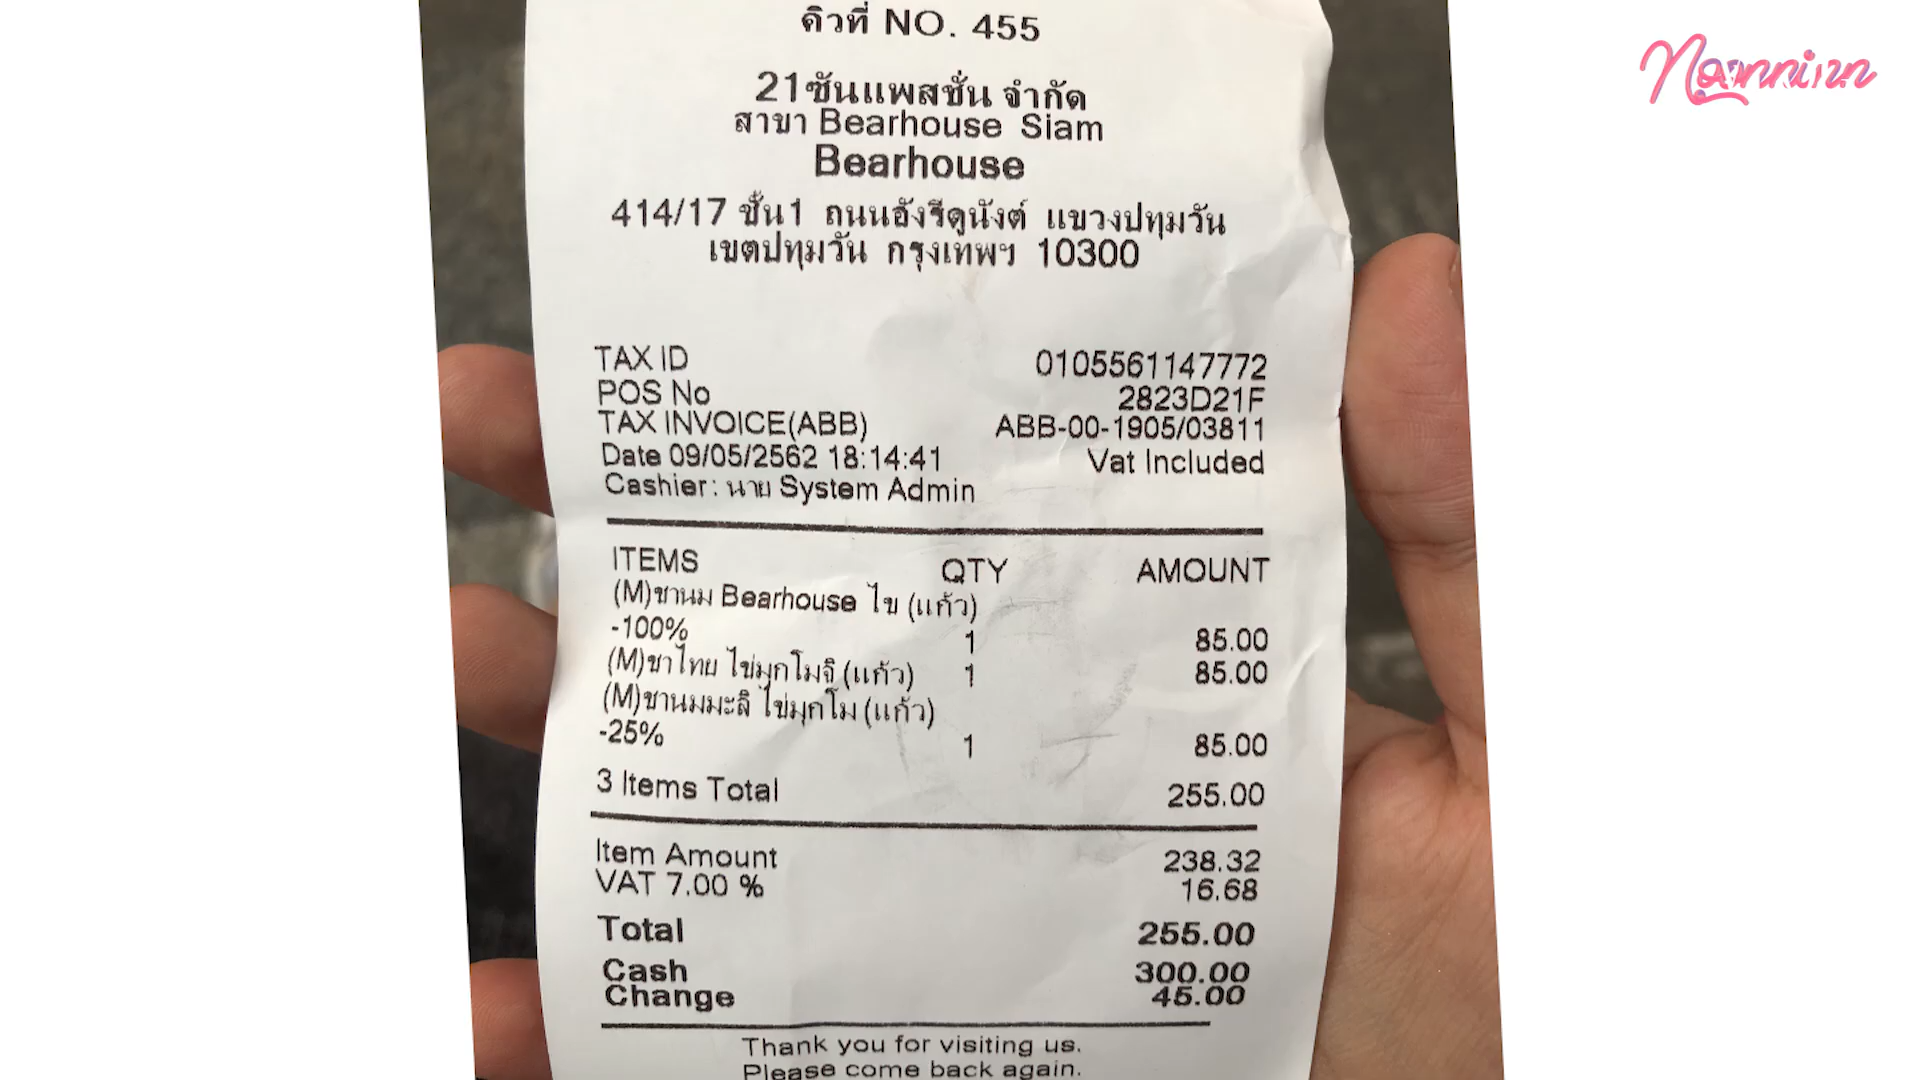 คิวที่ NO. 455
21ซันแพสชั่น จำกัด
สาขา Bearhouse Siam
Bearhouse
414/17 ชั้น1 ถนนอังรีดูนังต์ แขวงปทุมวัน
เขตปทุมวัน กรุงเทพฯ 10300
TAX ID 0105561147772
POS No 2823D21F
TAX INVOICE(ABB) ABB-00-1905/03811
Date 09/05/2562 18:14:41 Vat Included
Cashier: นาย System Admin
ITEMS QTY AMOUNT
(M)ชานม Bearhouse ไข (แก้ว)
-100% 1 85.00
(M)ชาไทย ไข่มุกโมจิ (แก้ว) 1 85.00
(M)ชานมมะลิ ไข่มุกโม (แก้ว)
-25% 1 85.00
3 Items Total 255.00
Item Amount 238.32
VAT 7.00 % 16.68
Total 255.00
Cash 300.00
Change 45.00
Thank you for visiting us.
Please come back again.